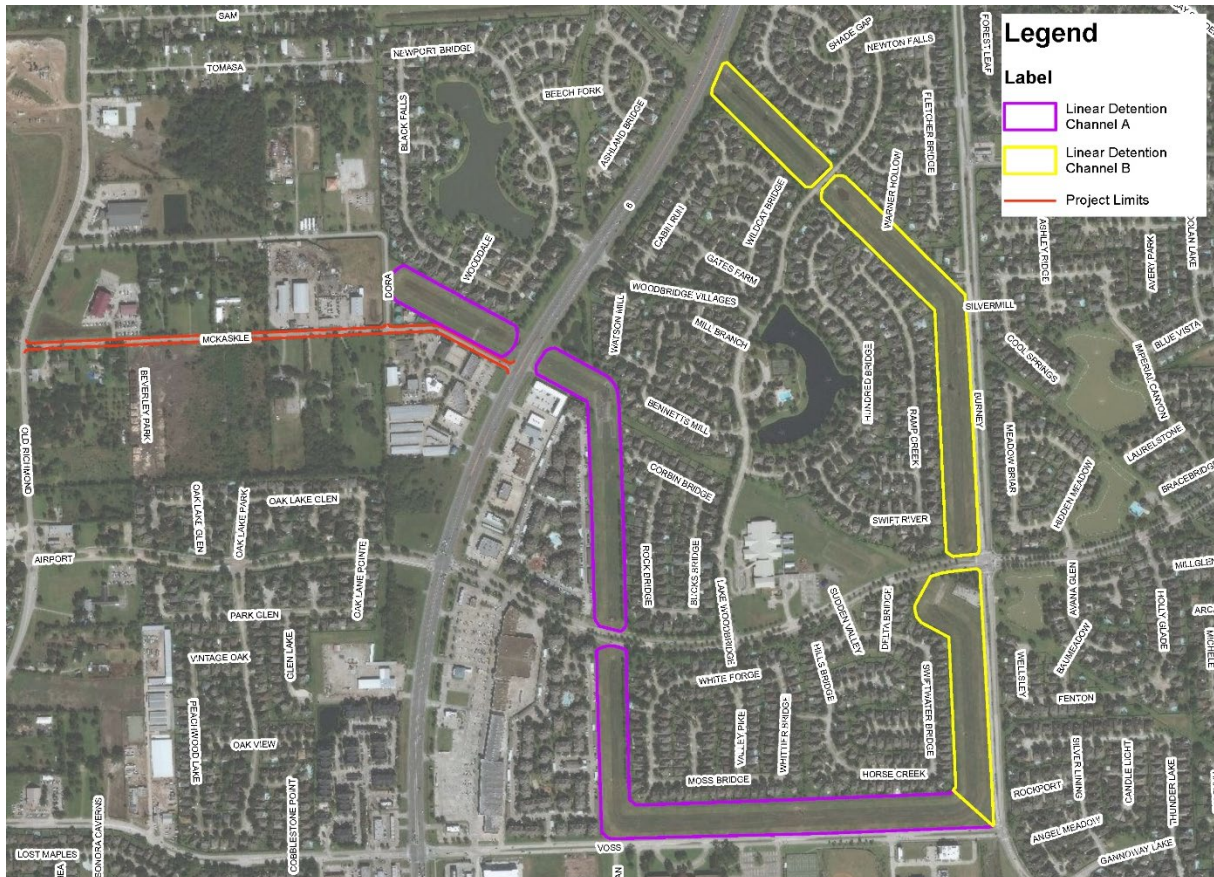 SAM
TOMASA
NEWPORT BRIDGE
BEECH FORK
BLACK FALLS
ASHLAND BRIDGE
SHADE GAP
NEWTON FALLS
FLETCHER BRIDGE
FOREST LEAF
Legend
Label
Linear Detention
Channel A
Linear Detention
Channel B
Project Limits
6
WILDCAT BRIDGE
CABIN RUN
WARNER HOLLOW
ASHLEY RIDGE
AVERY PARK
DOLAN LAKE
WOODDALE
DORA
GATES FARM
WOODBRIDGE VILLAGES
WATSON MILL
MILL BRANCH
SILVERMILL
MCKASKLE
COOL SPRINGS
BLUE VISTA
IMPERIAL CANYON
BEVERLEY PARK
HUNDRED BRIDGE
BURNEY
BENNETTS MILL
RAMP CREEK
MEADOW BRIAR
LAURELSTONE
OLD RICHMOND
CORBIN BRIDGE
HIDDEN MEADOW
BRACEBRIDGE
OAK LAKE GLEN
OAK LAKE GLEN
OAK LAKE PARK
SWIFT RIVER
AIRPORT
OAK LANE POINTE
ROCK BRIDGE
BUCKS BRIDGE
MILLGLEN
LAKE WOODBRIDGE
SUDDEN VALLEY
DELTA BRIDGE
AVANA GLEN
HOLLY GLADE
PARK GLEN
BAUMEADOW
MICHELE
VINTAGE OAK
GLEN LAKE
WHITE FORGE
HILLS BRIDGE
SWIFTWATER BRIDGE
WELLSLEY
FENTON
PEACHWOOD LAKE
OAK VIEW
VALLEY PIKE
WHITTIER BRIDGE
SILVER LINING
CANDLE LICHT
THUNDER LAKE
MOSS BRIDGE
HORSE CREEK
ROCKPORT
COBBLESTONE POINT
SONORA CAVERNS
VOSS
ANGEL MEADOW
GANNOWAY LAKE
LOST MAPLES